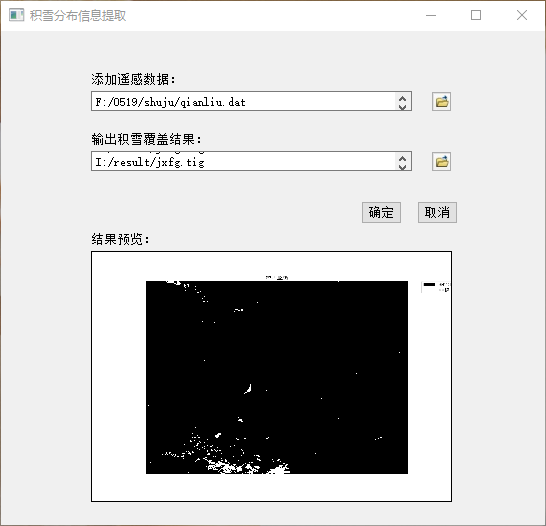 积雪分布信息提取
添加遥感数据：
F:/0519/shuju/qianliu.dat
输出积雪覆盖结果：
I:/result/jxfg.tig
确定 取消
结果预览：